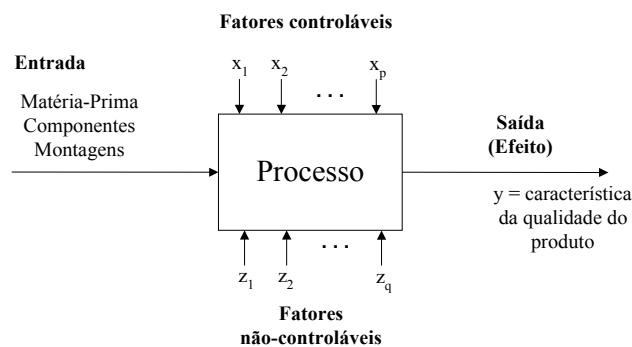 Fatores controláveis
Entrada
x1 x2 ... xp
Matéria-Prima
Componentes
Montagens
Processo
Saída
(Efeito)
y = característica
da qualidade do
produto
...
z1 z2 zq
Fatores
não-controláveis